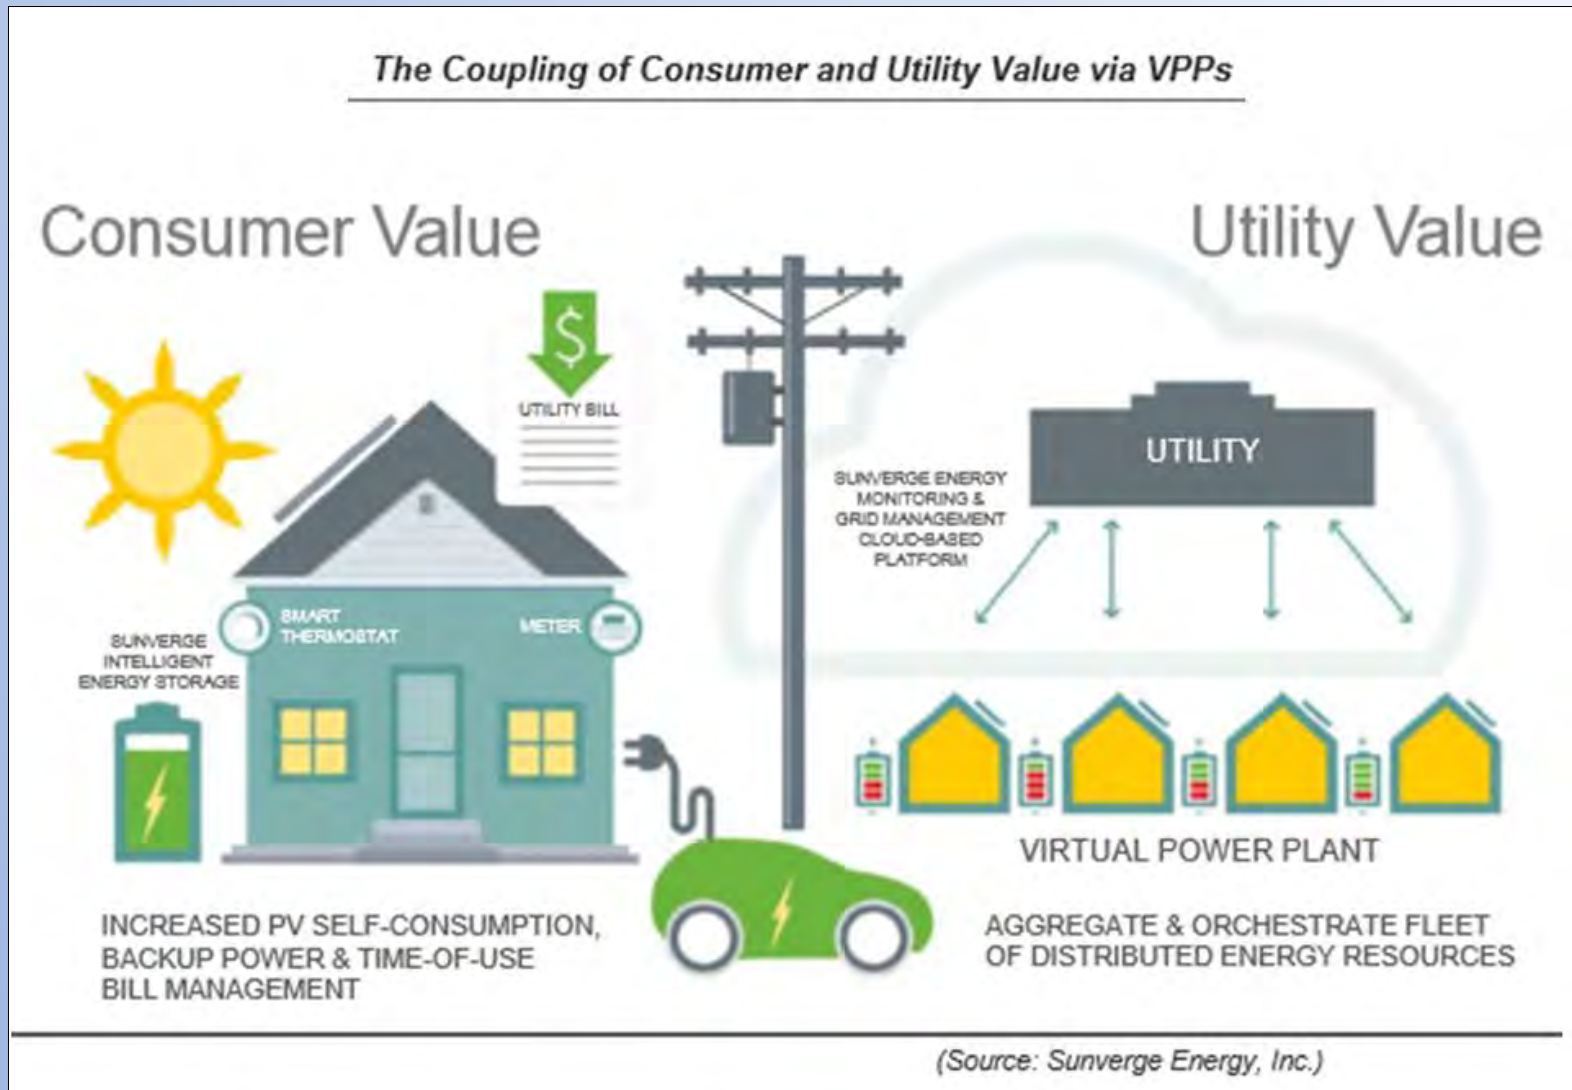 The Coupling of Consumer and Utility Value via VPPs
Consumer Value
Utility Value
$
UTILITY BILL
UTILITY
SUNVERGE ENERGY
MONITORING &
GRID MANAGEMENT
CLOUD-BASED
PLATFORM
SMART
THERMOSTAT
METER
SUNVERGE
INTELLIGENT
ENERGY STORAGE
VIRTUAL POWER PLANT
INCREASED PV SELF-CONSUMPTION,
BACKUP POWER & TIME-OF-USE
BILL MANAGEMENT
AGGREGATE & ORCHESTRATE FLEET
OF DISTRIBUTED ENERGY RESOURCES
(Source: Sunverge Energy, Inc.)